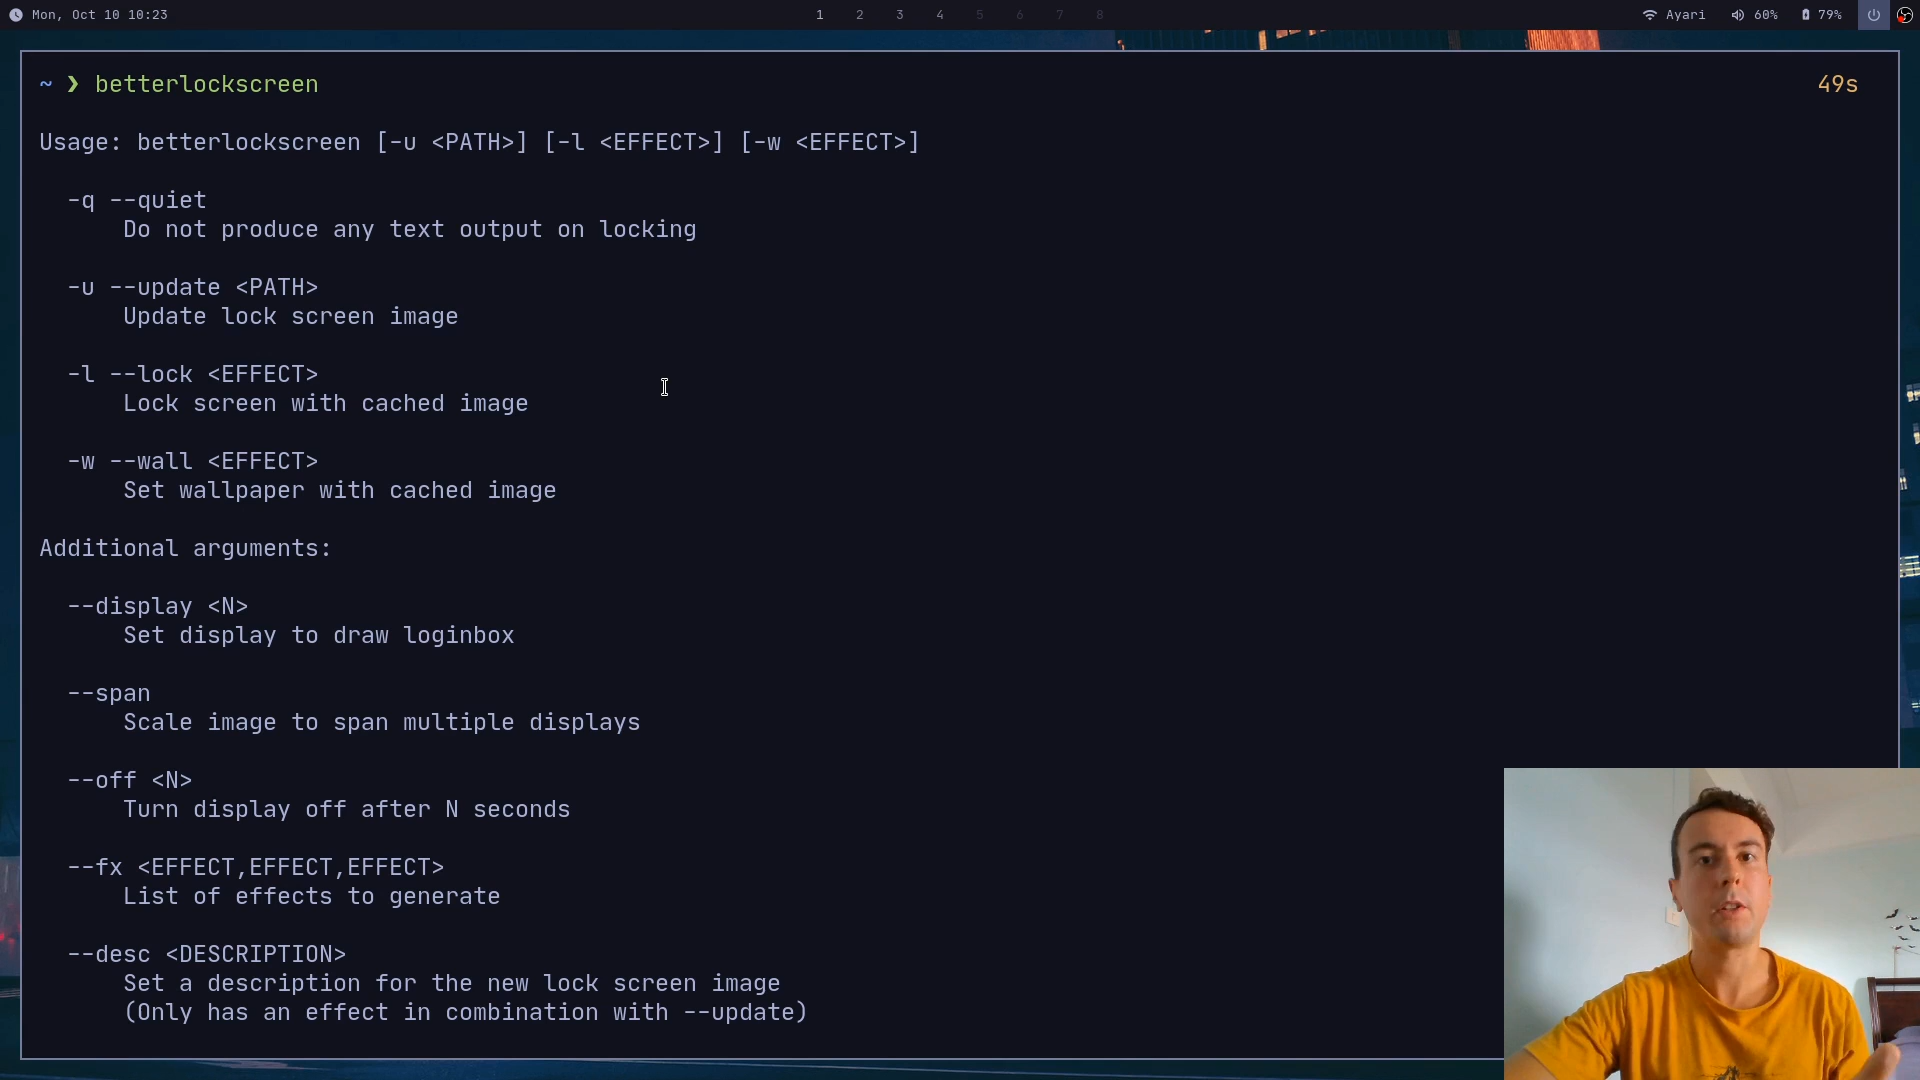 Mon, Oct 10 10:23 1 2 3 4 5 6 7 8 Ayari 60% 79%
~ ❯ betterlockscreen 49s
Usage: betterlockscreen [-u <PATH>] [-l <EFFECT>] [-w <EFFECT>]
-q --quiet
Do not produce any text output on locking
-u --update <PATH>
Update lock screen image
-l --lock <EFFECT>
Lock screen with cached image
-w --wall <EFFECT>
Set wallpaper with cached image
Additional arguments:
--display <N>
Set display to draw loginbox
--span
Scale image to span multiple displays
--off <N>
Turn display off after N seconds
--fx <EFFECT,EFFECT,EFFECT>
List of effects to generate
--desc <DESCRIPTION>
Set a description for the new lock screen image
(Only has an effect in combination with --update)